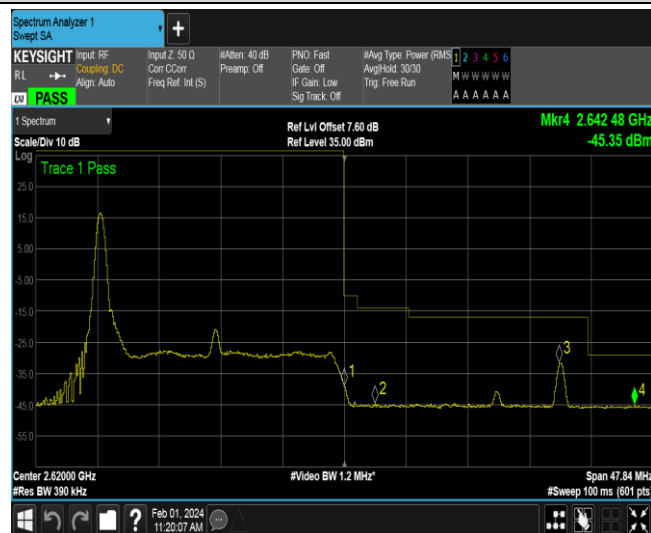 Spectrum Analyzer 1
Swept SA
+
KEYSIGHT Input: RF Input Z: 50 Ω #Atten: 40 dB PNO: Fast #Avg Type: Power (RMS 1 2 3 4 5 6
RL Coupling: DC Corr CCorr Preamp: Off Gate: Off Avg|Hold: 30/30 M W W W W W
Align: Auto Freq Ref: Int (S) IF Gain: Low Trig: Free Run
Sig Track: Off A A A A A A
LXI PASS
1 Spectrum Ref Lvl Offset 7.60 dB Mkr4 2.642 48 GHz
Scale/Div 10 dB Ref Level 35.00 dBm -45.35 dBm
Log
Trace 1 Pass
25.0
15.0
5.00
-5.00
-15.0
-25.0
3
-35.0
1
2
4
-45.0
-55.0
Center 2.62000 GHz #Video BW 1.2 MHz* Span 47.84 MHz
#Res BW 390 kHz #Sweep 100 ms (601 pts)
? Feb 01, 2024
11:20:07 AM